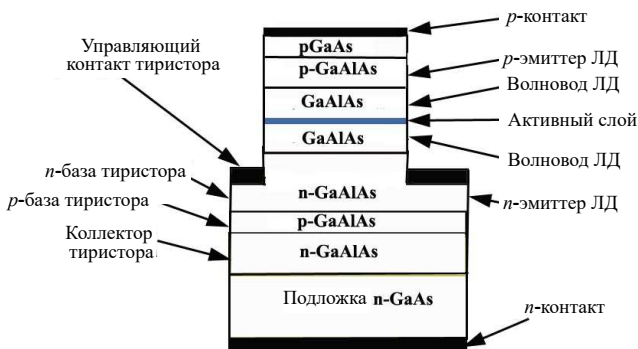 p-контакт
Управляющий
контакт тиристора
pGaAs
p-GaAlAs
p-эмиттер ЛД
Волновод ЛД
GaAlAs
Активный слой
GaAlAs
Волновод ЛД
n-база тиристора
n-GaAlAs
n-эмиттер ЛД
p-база тиристора
p-GaAlAs
Коллектор
тиристора
n-GaAlAs
Подложка n-GaAs
n-контакт